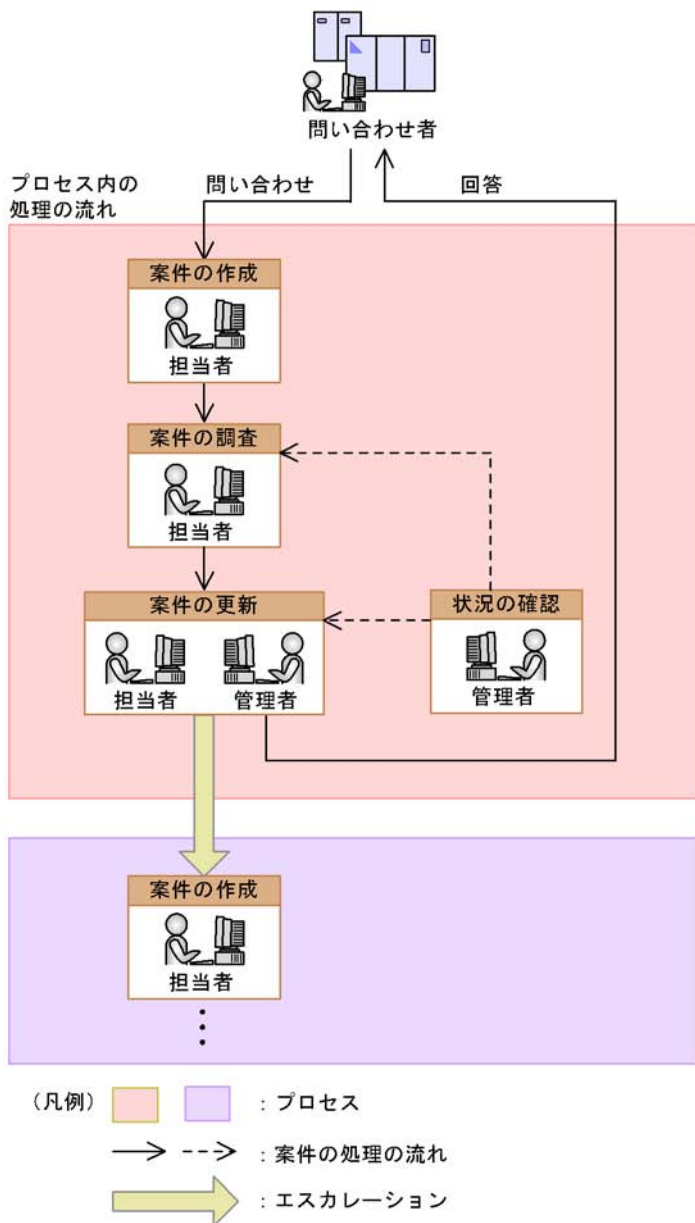 問い合わせ者
プロセス内の
処理の流れ
問い合わせ
回答
案件の作成
担当者
案件の調査
担当者
案件の更新
担当者
管理者
状況の確認
管理者
案件の作成
担当者
（凡例）
：プロセス
：案件の処理の流れ
：エスカレーション